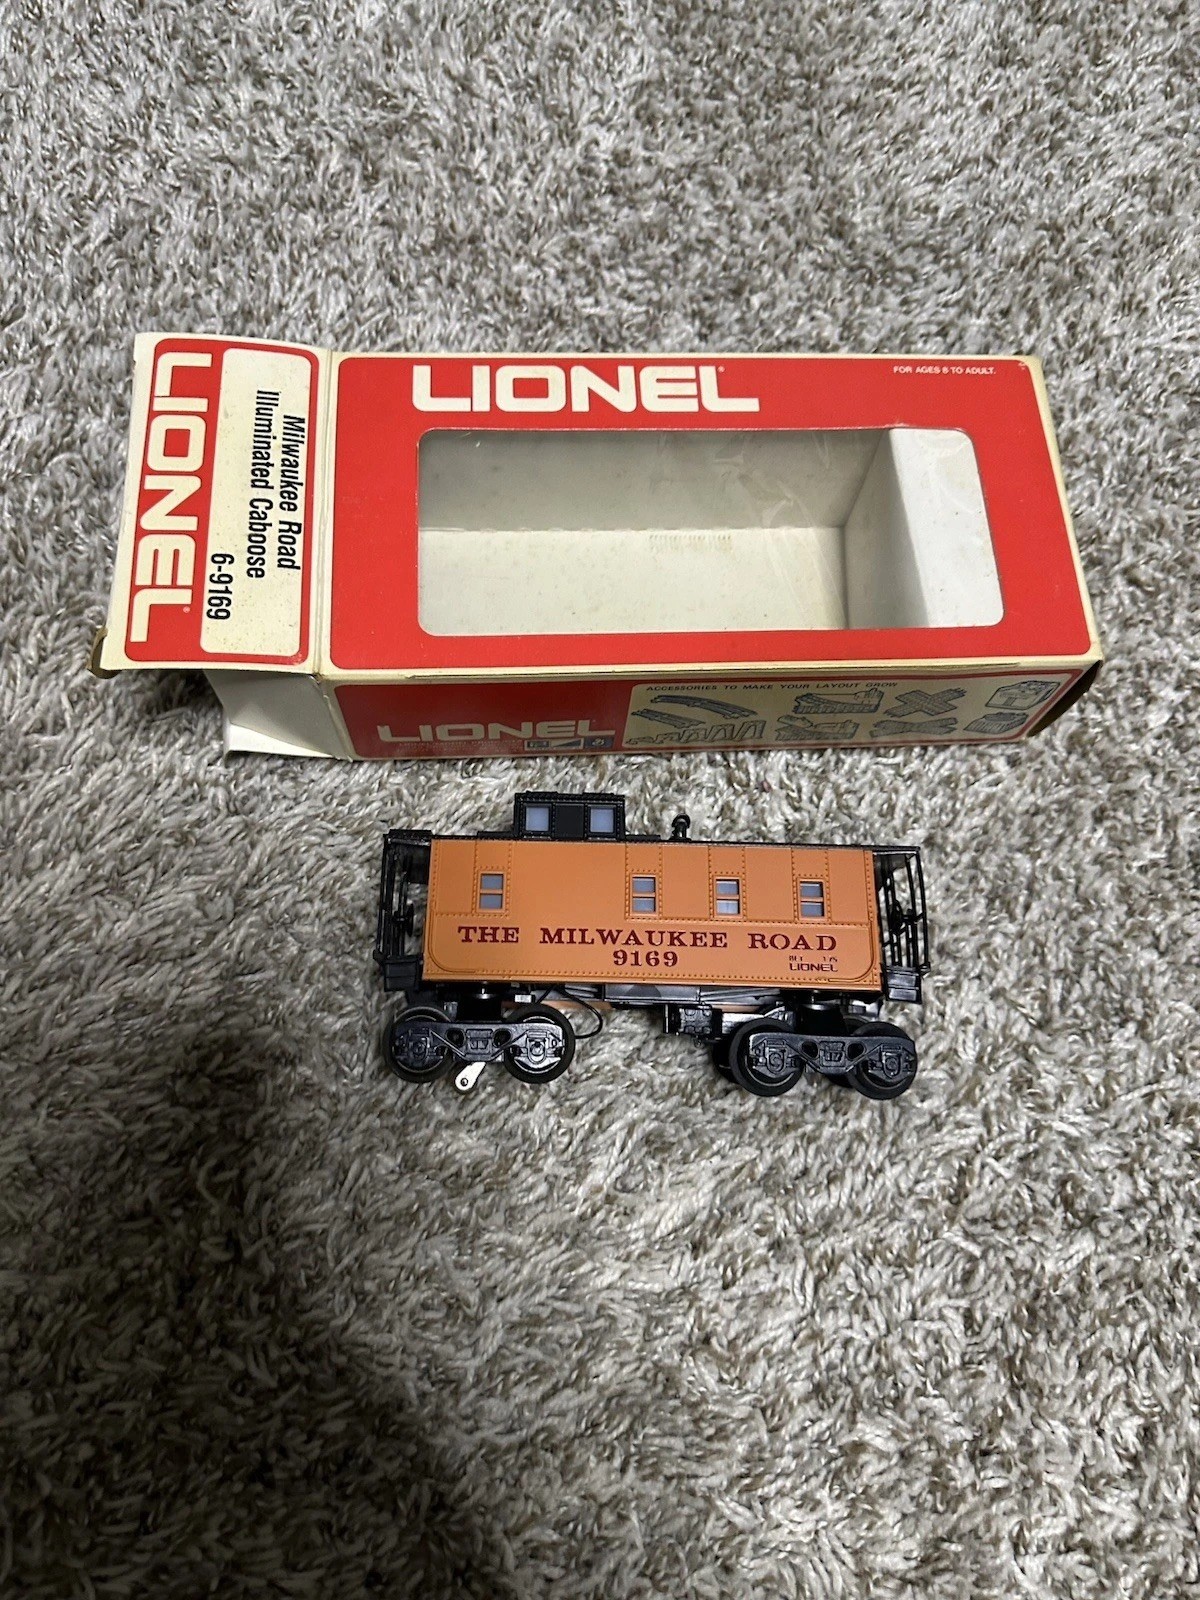 LIONEL
Milwaukee Road
Illuminated Caboose
6-9169
LIONEL
FOR AGES 8 TO ADULT.
LIONEL
ACCESSORIES TO MAKE YOUR LAYOUT GROW
THE MILWAUKEE ROAD
9169
LIONEL